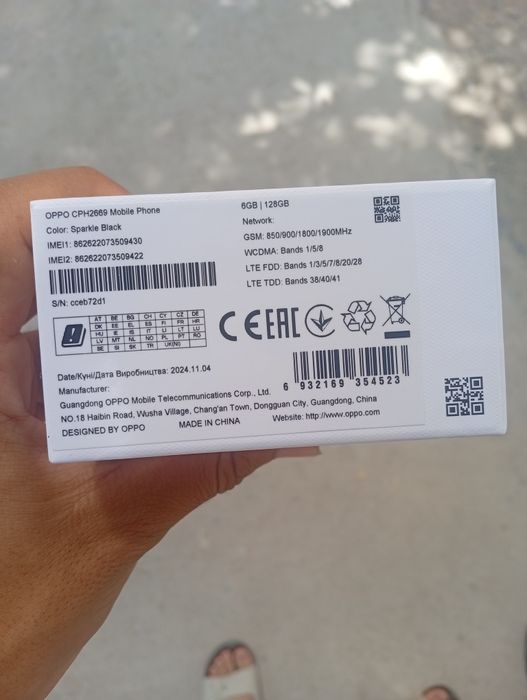 OPPO CPH2669 Mobile Phone
Color: Sparkle Black
IMEI1: 862622073509430
IMEI2: 862622073509422
S/N: cceb72d1
6GB | 128GB
Network:
GSM: 850/900/1800/1900MHz
WCDMA: Bands 1/5/8
LTE FDD: Bands 1/3/5/7/8/20/28
LTE TDD: Bands 38/40/41
AT BE BG CH CY CZ DE
DK EE EL ES FI FR HR
HU IE IS IT LI LT LU
LV MT NL NO PL PT RO
SE SI SK TR UK(NI)
CE EAC
Date/Күні/Дата Виробництва: 2024.11.04
Manufacturer:
Guangdong OPPO Mobile Telecommunications Corp., Ltd.
NO.18 Haibin Road, Wusha Village, Chang'an Town, Dongguan City, Guangdong, China
DESIGNED BY OPPO MADE IN CHINA Website: http://www.oppo.com
6 932169 354523